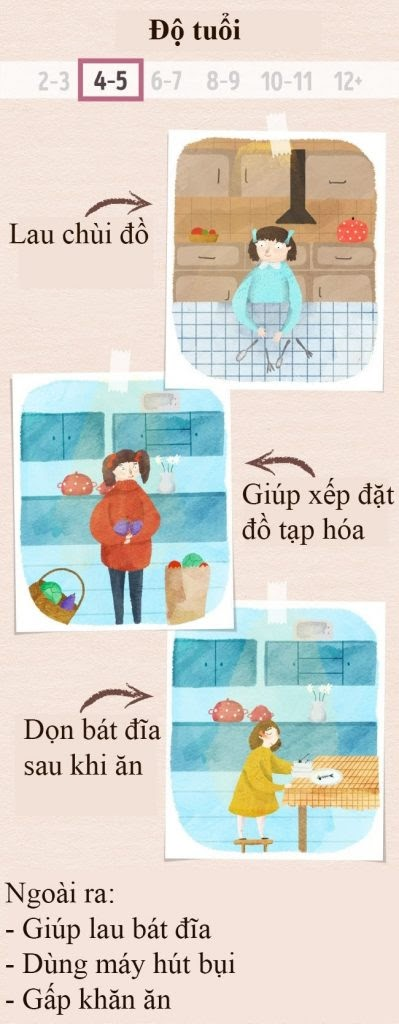 Độ tuổi
2-3 4-5 6-7 8-9 10-11 12+
Lau chùi đồ
Giúp xếp đặt
đồ tạp hóa
Dọn bát đĩa
sau khi ăn
Ngoài ra:
- Giúp lau bát đĩa
- Dùng máy hút bụi
- Gấp khăn ăn